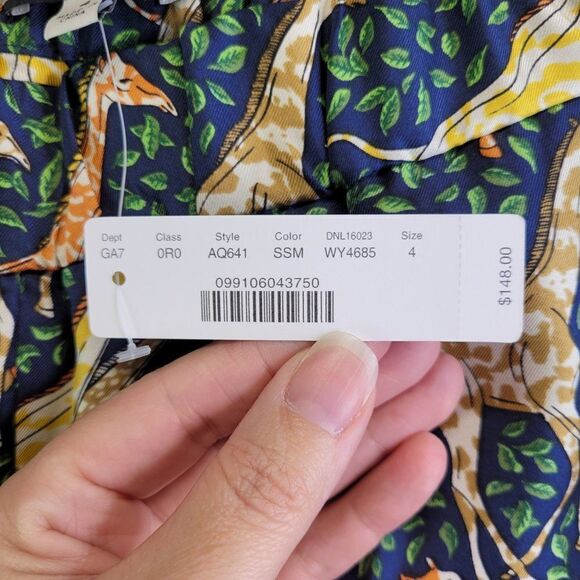 Dept Class Style Color DNL16023 Size
GA7 0R0 AQ641 SSM WY4685 4
099106043750
$148.00